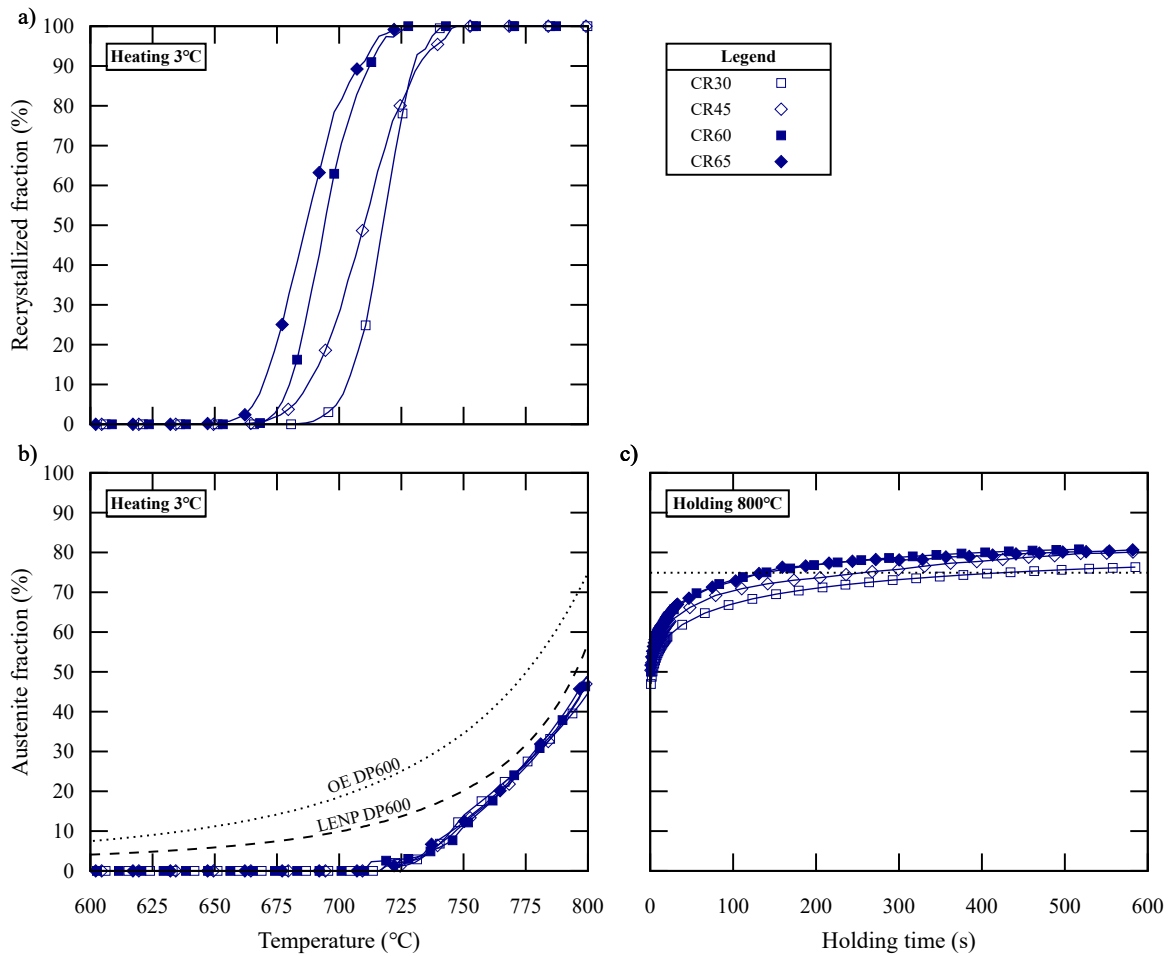 a)
100
90
80
70
60
50
40
30
20
10
0
Recrystallized fraction (%)
Heating 3°C
Legend
CR30
CR45
CR60
CR65
b)
100
90
80
70
60
50
40
30
20
10
0
Austenite fraction (%)
Heating 3°C
OE DP600
LENP DP600
600 625 650 675 700 725 750 775 800
Temperature (°C)
c)
Holding 800°C
0 100 200 300 400 500 600
Holding time (s)